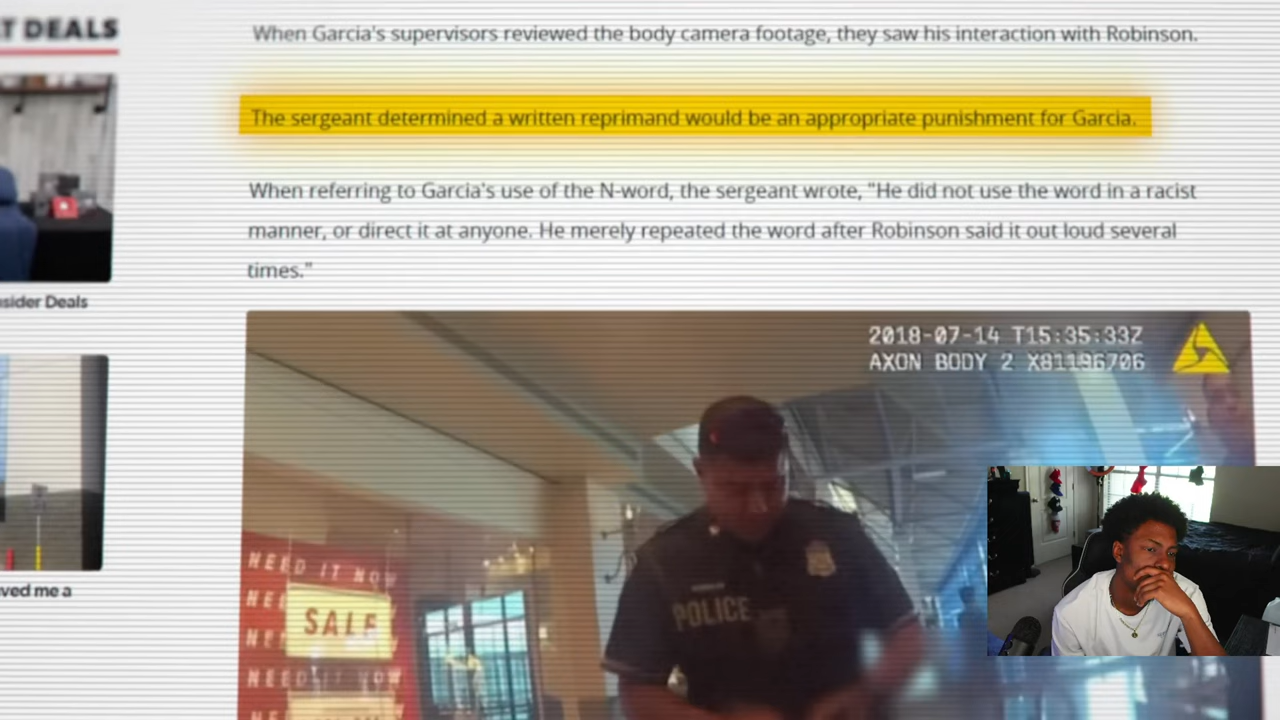 T DEALS
When Garcia's supervisors reviewed the body camera footage, they saw his interaction with Robinson.
The sergeant determined a written reprimand would be an appropriate punishment for Garcia.
When referring to Garcia's use of the N-word, the sergeant wrote, "He did not use the word in a racist
manner, or direct it at anyone. He merely repeated the word after Robinson said it out loud several
times."
sider Deals
ved me a
2018-07-14 T15:35:33Z
AXON BODY 2 X81196706
NEED IT NOW
SALE
POLICE
NEED IT NOW